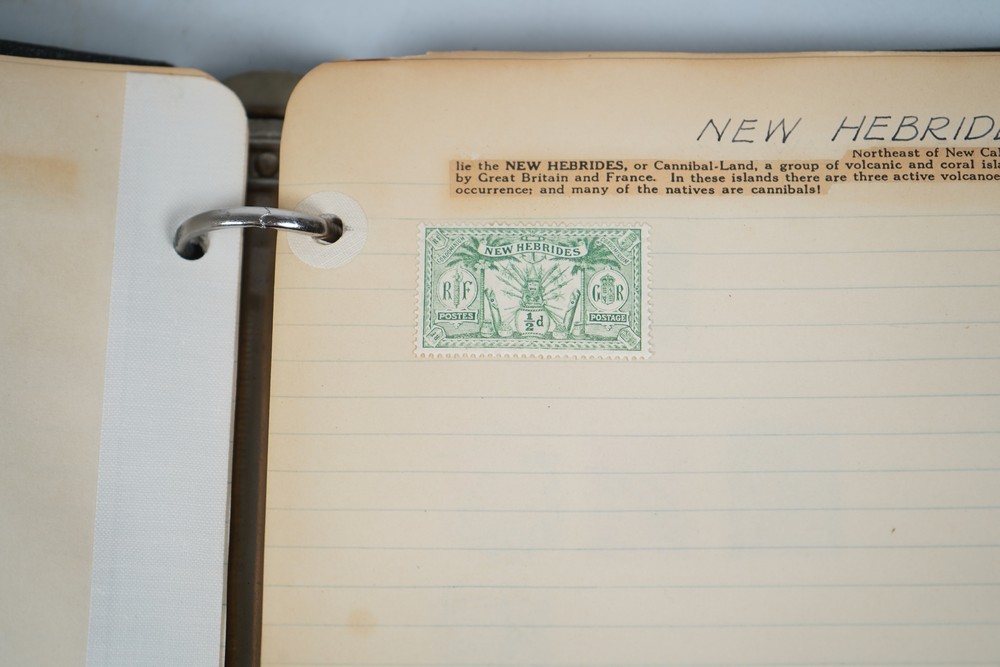 NEW HEBRID
Northeast of New Cal
lie the NEW HEBRIDES, or Cannibal-Land, a group of volcanic and coral isla
by Great Britain and France. In these islands there are three active volcanoe
occurrence; and many of the natives are cannibals!
NEW HEBRIDES
R F
G R
POSTES
½d
POSTAGE